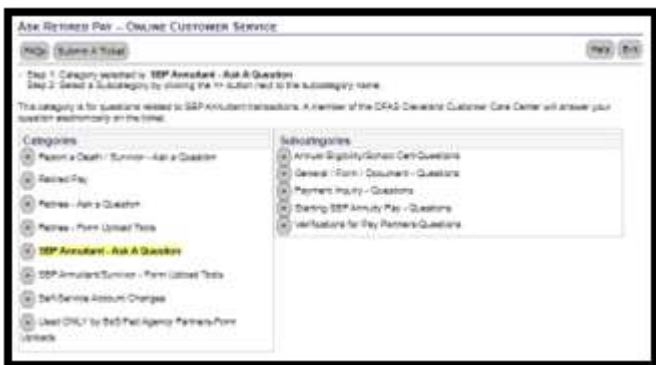 ASK RETIRED PAY – ONLINE CUSTOMER SERVICE
FAQs Submit A Ticket Help Exit
Step 1: Category selected is SBP Annuitant - Ask A Question
Step 2: Select a Subcategory by clicking the >> button next to the subcategory name.
This category is for questions related to SBP Annuitant transactions. A member of the DFAS Cleveland Customer Care Center will answer your
question electronically on the ticket.
Categories
Report a Death / Survivor - Ask a Question
Retired Pay
Retiree - Ask a Question
Retiree - Form Upload Tools
SBP Annuitant - Ask A Question
SBP Annuitant/Survivor - Form Upload Tools
Self-Service Account Changes
Used ONLY by Fed Agency Partners-Form
Uploads
Subcategories
Annual Eligibility/School Cert-Questions
General / Form / Document - Questions
Payment Inquiry - Questions
Starting SBP Annuity Pay - Questions
Verifications for Pay Partners-Questions